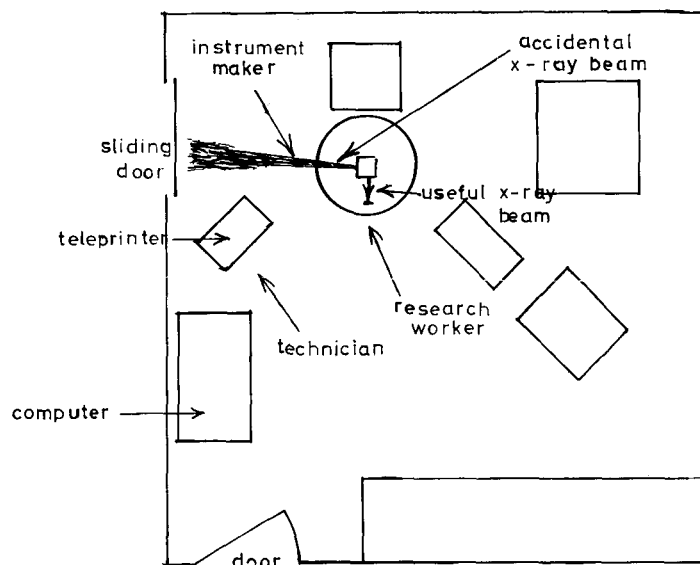 instrument
maker
accidental
x-ray beam
sliding
door
useful x-ray
beam
teleprinter
research
worker
technician
computer
door